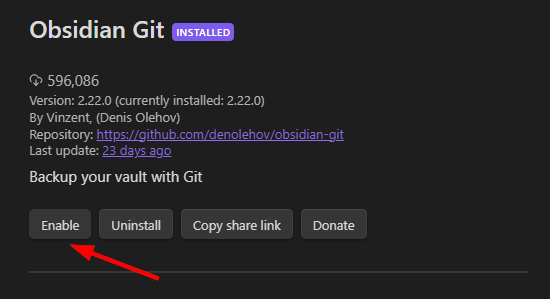 Obsidian Git INSTALLED
596,086
Version: 2.22.0 (currently installed: 2.22.0)
By Vinzent, (Denis Olehov)
Repository: https://github.com/denolehov/obsidian-git
Last update: 23 days ago
Backup your vault with Git
Enable Uninstall Copy share link Donate